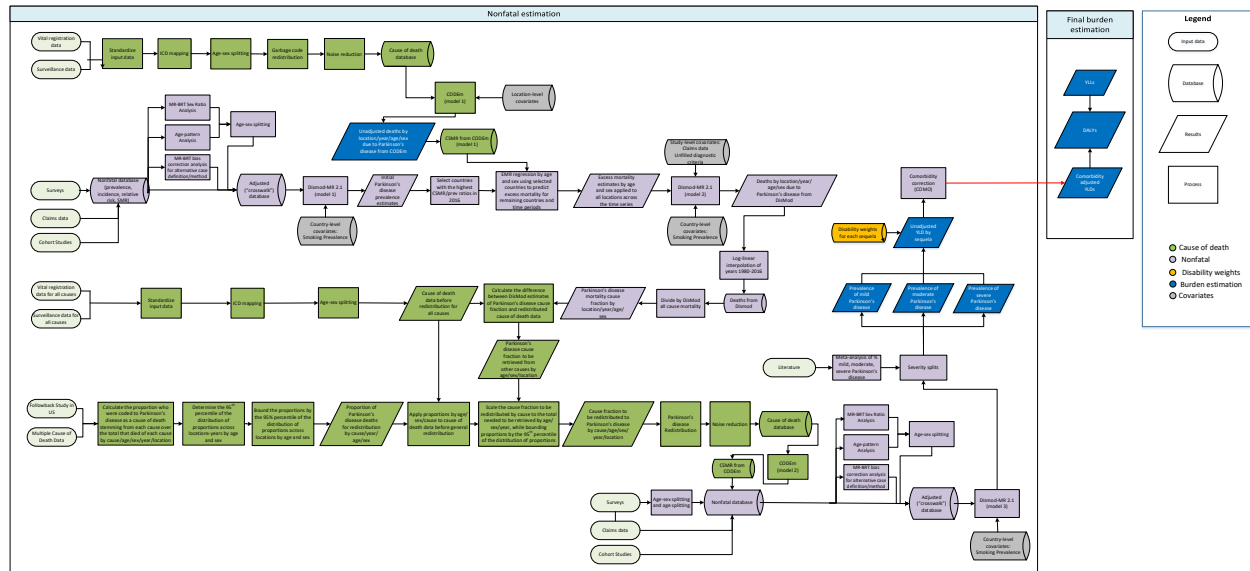 Nonfatal estimation
Final burden
estimation
Legend
Input data
Database
Results
Process
Cause of death
Nonfatal
Disability weights
Burden estimation
Covariates
YLLs
DALYs
Comorbidity
adjusted
YLDs
Vital registration
data
Surveillance data
Standardize
input data
ICD mapping
Age-sex splitting
Garbage code
redistribution
Noise reduction
Cause of death
database
CODEm
(model 1)
Location-level
covariates
Unadjusted deaths by
location/year/age/sex
due to Parkinson's
disease from CODEm
CSMR from CODEm
(model 1)
MR-BRT Sex Ratio
Analysis
Age-pattern
Analysis
MR-BRT bias
correction analysis
for alternative case
definition/method
Age-sex splitting
Surveys
Claims data
Cohort Studies
Nonfatal database
(prevalence,
incidence, relative
risk, SMR)
Adjusted
("crosswalk")
database
Dismod-MR 2.1
(model 1)
Country-level
covariates:
Smoking Prevalence
Initial
Parkinson's
disease
prevalence
estimates
Select countries
with the highest
CSMR/prev ratios in
2016
EMR regression by age
and sex using selected
countries to predict
excess mortality for
remaining countries and
time periods
Excess mortality
estimates by age and
sex applied to all
locations across the
time series
Study-level covariates:
Claims data
Unfilled diagnostic
criteria
Dismod-MR 2.1
(model 2)
Country-level
covariates:
Smoking Prevalence
Deaths by location/year/
age/sex due to
Parkinson's disease from
DisMod
Log-linear
interpolation of
years 1980-2016
Deaths from
Dismod
Divide by DisMod
all cause mortality
Parkinson's disease
mortality cause
fraction by
location/year/age/
sex
Calculate the difference
between DisMod estimates
of Parkinson's disease cause
fraction and redistributed
cause of death data
Cause of death
data before
redistribution for
all causes
Age-sex splitting
ICD mapping
Standardize
input data
Vital registration
data for all causes
Surveillance data for
all causes
Parkinson's
disease cause
fraction to be
retrieved from
other causes by
age/sex/location
Followback Study in
US
Multiple Cause of
Death Data
Calculate the proportion who
were coded to Parkinson's
disease as a cause of death
stemming from each cause over
the total that died of each cause
by cause/age/sex/year/location
Determine the 95th
percentile of the
distribution of
proportions across
locations-years by age
and sex
Bound the proportions by
the 95% percentile of the
distribution of
proportions across
locations by age and sex
Proportion of
Parkinson's
disease deaths
for redistribution
by cause/year/
age/sex
Apply proportions by age/
sex/cause to cause of
death data before general
redistribution
Scale the cause fraction to be
redistributed by cause to the total
needed to be retrieved by age/
sex/year, while bounding
proportions by the 95th percentile
of the distribution of proportions
Cause fraction
to be redistributed to
Parkinson's disease
by cause/age/sex/
year/location
Parkinson's
disease
Redistribution
Noise reduction
Cause of death
database
CODEm
(model 2)
CSMR from
CODEm
Surveys
Claims data
Cohort Studies
Age-sex splitting
and age splitting
Nonfatal database
MR-BRT Sex Ratio
Analysis
Age-pattern
Analysis
MR-BRT bias
correction analysis
for alternative case
definition/method
Age-sex splitting
Adjusted
("crosswalk")
database
Dismod-MR 2.1
(model 3)
Country-level
covariates:
Smoking Prevalence
Literature
Meta-analysis of %
mild, moderate,
severe Parkinson's
disease
Severity splits
Prevalence
of mild
Parkinson's
disease
Prevalence of
moderate
Parkinson's
disease
Prevalence of
severe
Parkinson's
disease
Disability weights
for each sequela
Unadjusted
YLD by
sequela
Comorbidity
correction
(COMO)